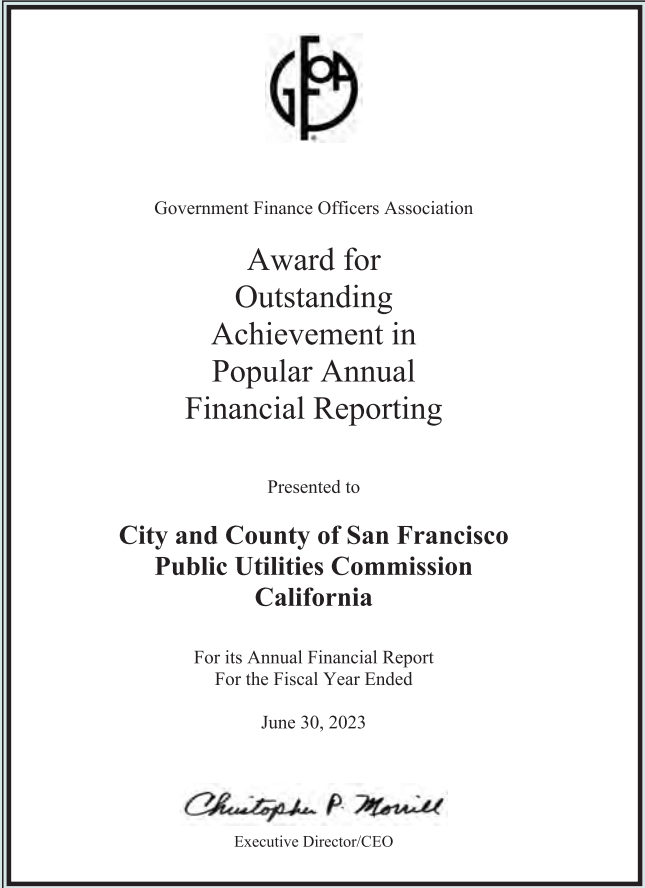 GFOA
Government Finance Officers Association
Award for
Outstanding
Achievement in
Popular Annual
Financial Reporting
Presented to
City and County of San Francisco
Public Utilities Commission
California
For its Annual Financial Report
For the Fiscal Year Ended
June 30, 2023
Christopher P. Morrill
Executive Director/CEO